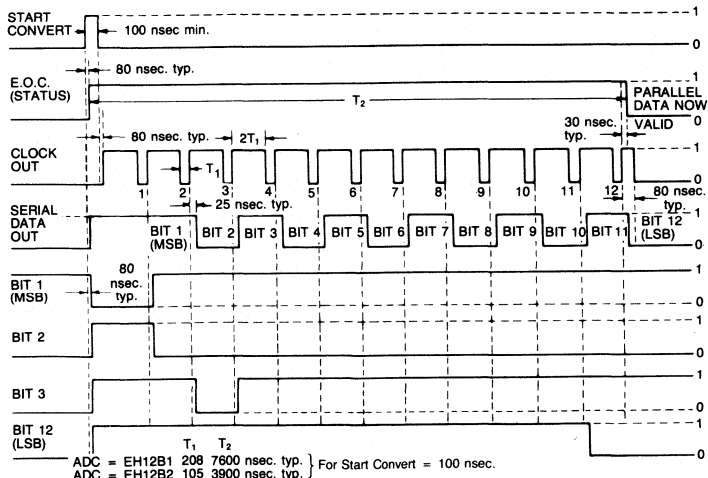 START
CONVERT
100 nsec min.
1
0
80 nsec. typ.
E.O.C.
(STATUS)
T2
1
PARALLEL
DATA NOW
0
VALID
30 nsec.
typ.
80 nsec. typ.
2T1
CLOCK
OUT
T1
1
0
1 2 3 4 5 6 7 8 9 10 11 12
80 nsec.
typ.
25 nsec. typ.
SERIAL
DATA
OUT
BIT 1
(MSB)
BIT 2 BIT 3 BIT 4 BIT 5 BIT 6 BIT 7 BIT 8 BIT 9 BIT 10 BIT 11
BIT 12
(LSB)
1
0
BIT 1
(MSB)
80
nsec.
typ.
1
0
BIT 2
1
0
BIT 3
1
0
BIT 12
(LSB)
1
0
T1 T2
ADC = EH12B1 208 7600 nsec. typ.
ADC = EH12B2 105 3900 nsec. typ.
For Start Convert = 100 nsec.